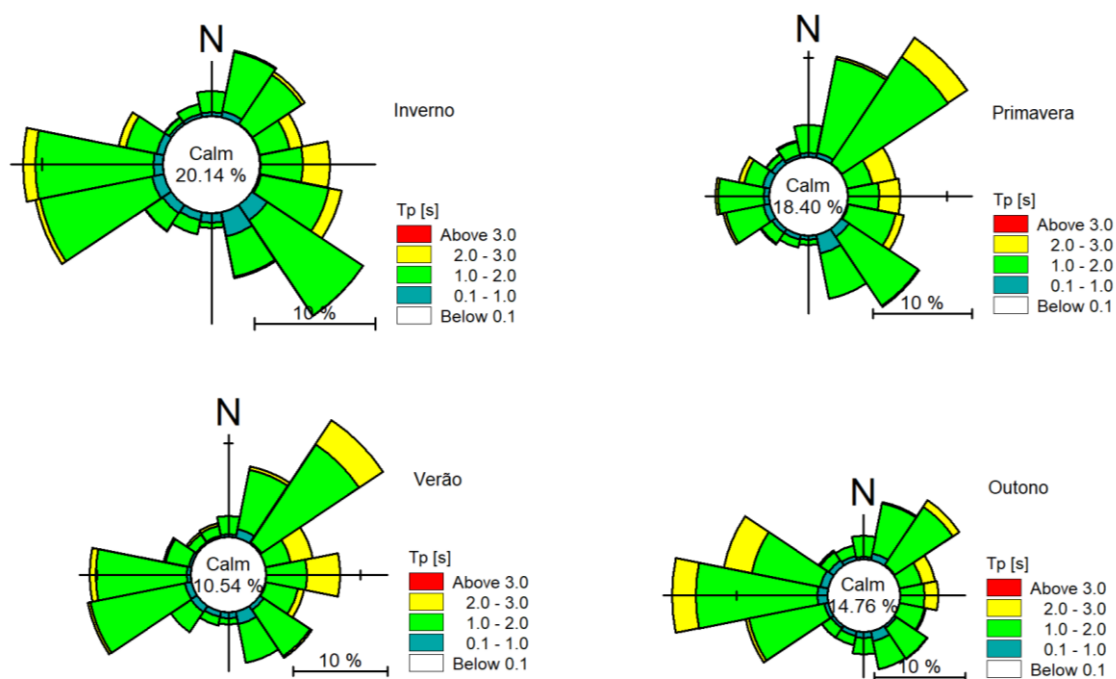 N
Calm
20.14 %
Inverno
Tp [s]
Above 3.0
2.0 - 3.0
1.0 - 2.0
0.1 - 1.0
Below 0.1
10 %
N
Calm
18.40 %
Primavera
Tp [s]
Above 3.0
2.0 - 3.0
1.0 - 2.0
0.1 - 1.0
Below 0.1
10 %
N
Calm
10.54 %
Verão
Tp [s]
Above 3.0
2.0 - 3.0
1.0 - 2.0
0.1 - 1.0
Below 0.1
10 %
N
Calm
14.76 %
Outono
Tp [s]
Above 3.0
2.0 - 3.0
1.0 - 2.0
0.1 - 1.0
Below 0.1
10 %